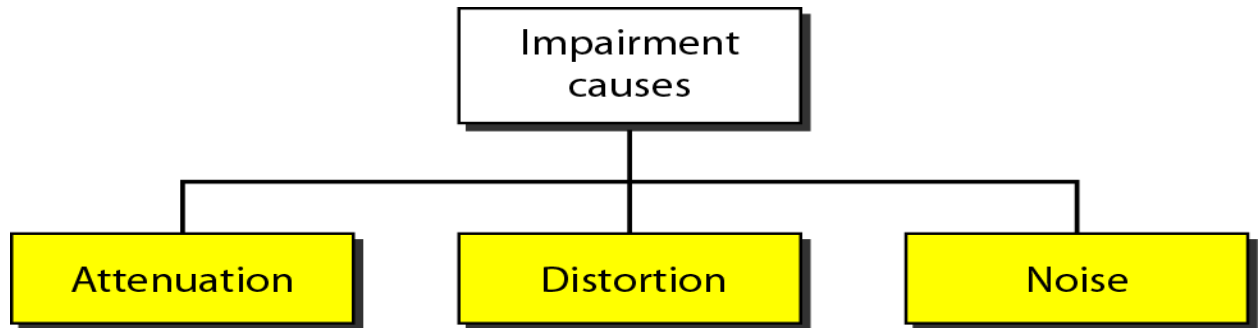 Impairment
causes
Attenuation
Distortion
Noise